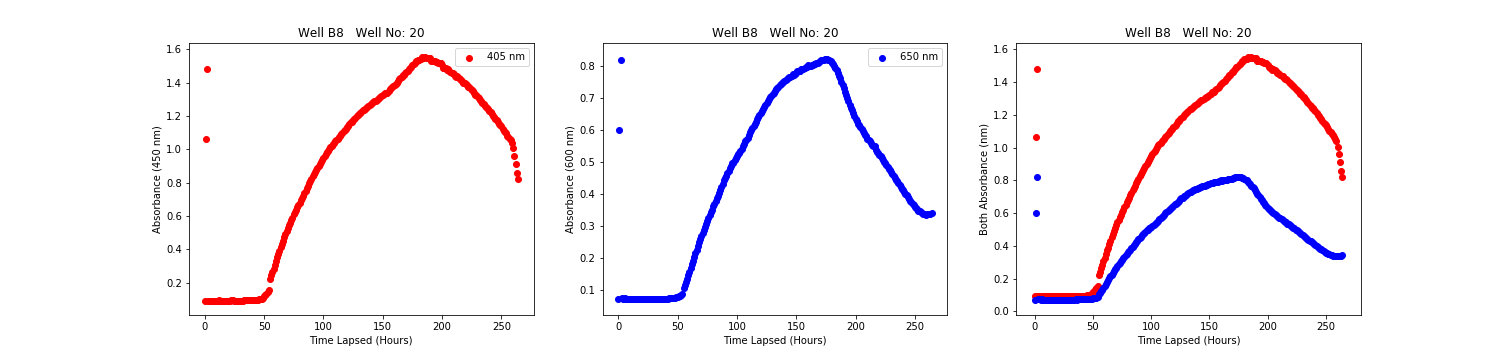 Well B8 Well No: 20
405 nm
Absorbance (450 nm)
1.6
1.4
1.2
1.0
0.8
0.6
0.4
0.2
0 50 100 150 200 250
Time Lapsed (Hours)
Well B8 Well No: 20
650 nm
Absorbance (600 nm)
0.8
0.7
0.6
0.5
0.4
0.3
0.2
0.1
0 50 100 150 200 250
Time Lapsed (Hours)
Well B8 Well No: 20
Both Absorbance (nm)
1.6
1.4
1.2
1.0
0.8
0.6
0.4
0.2
0.0
0 50 100 150 200 250
Time Lapsed (Hours)